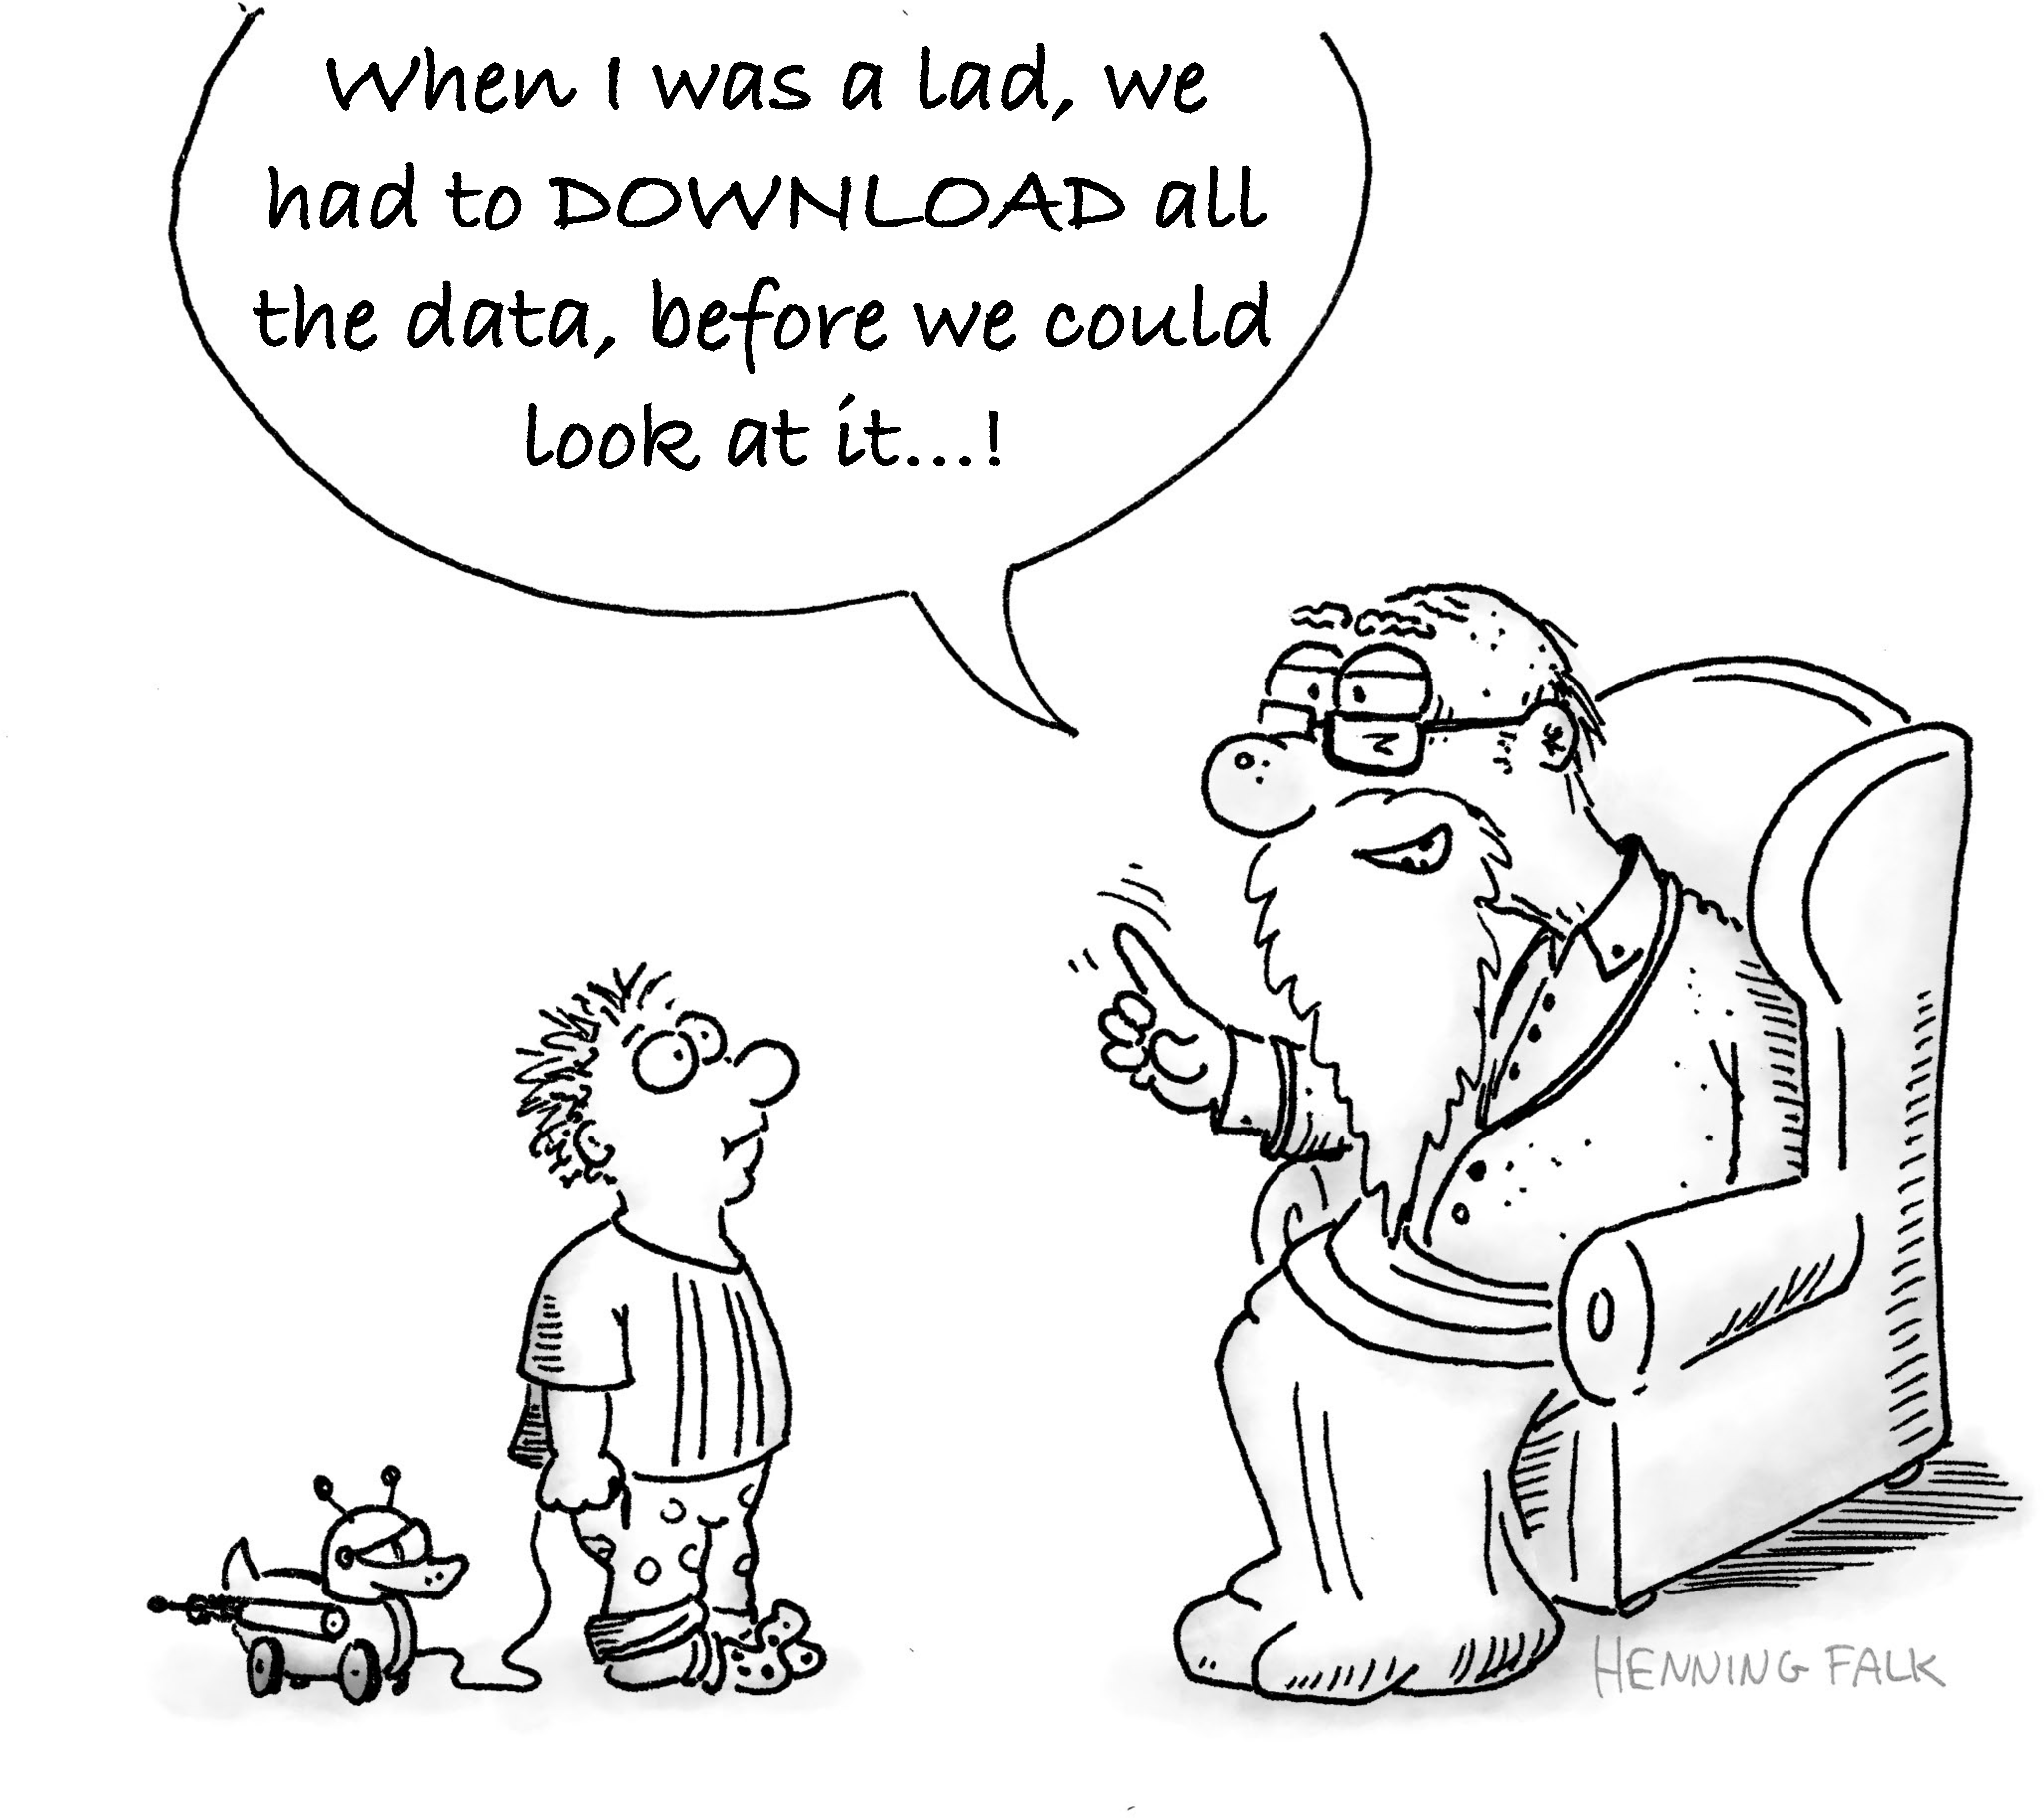 When I was a lad, we
had to DOWNLOAD all
the data, before we could
look at it...!
HENNING FALK